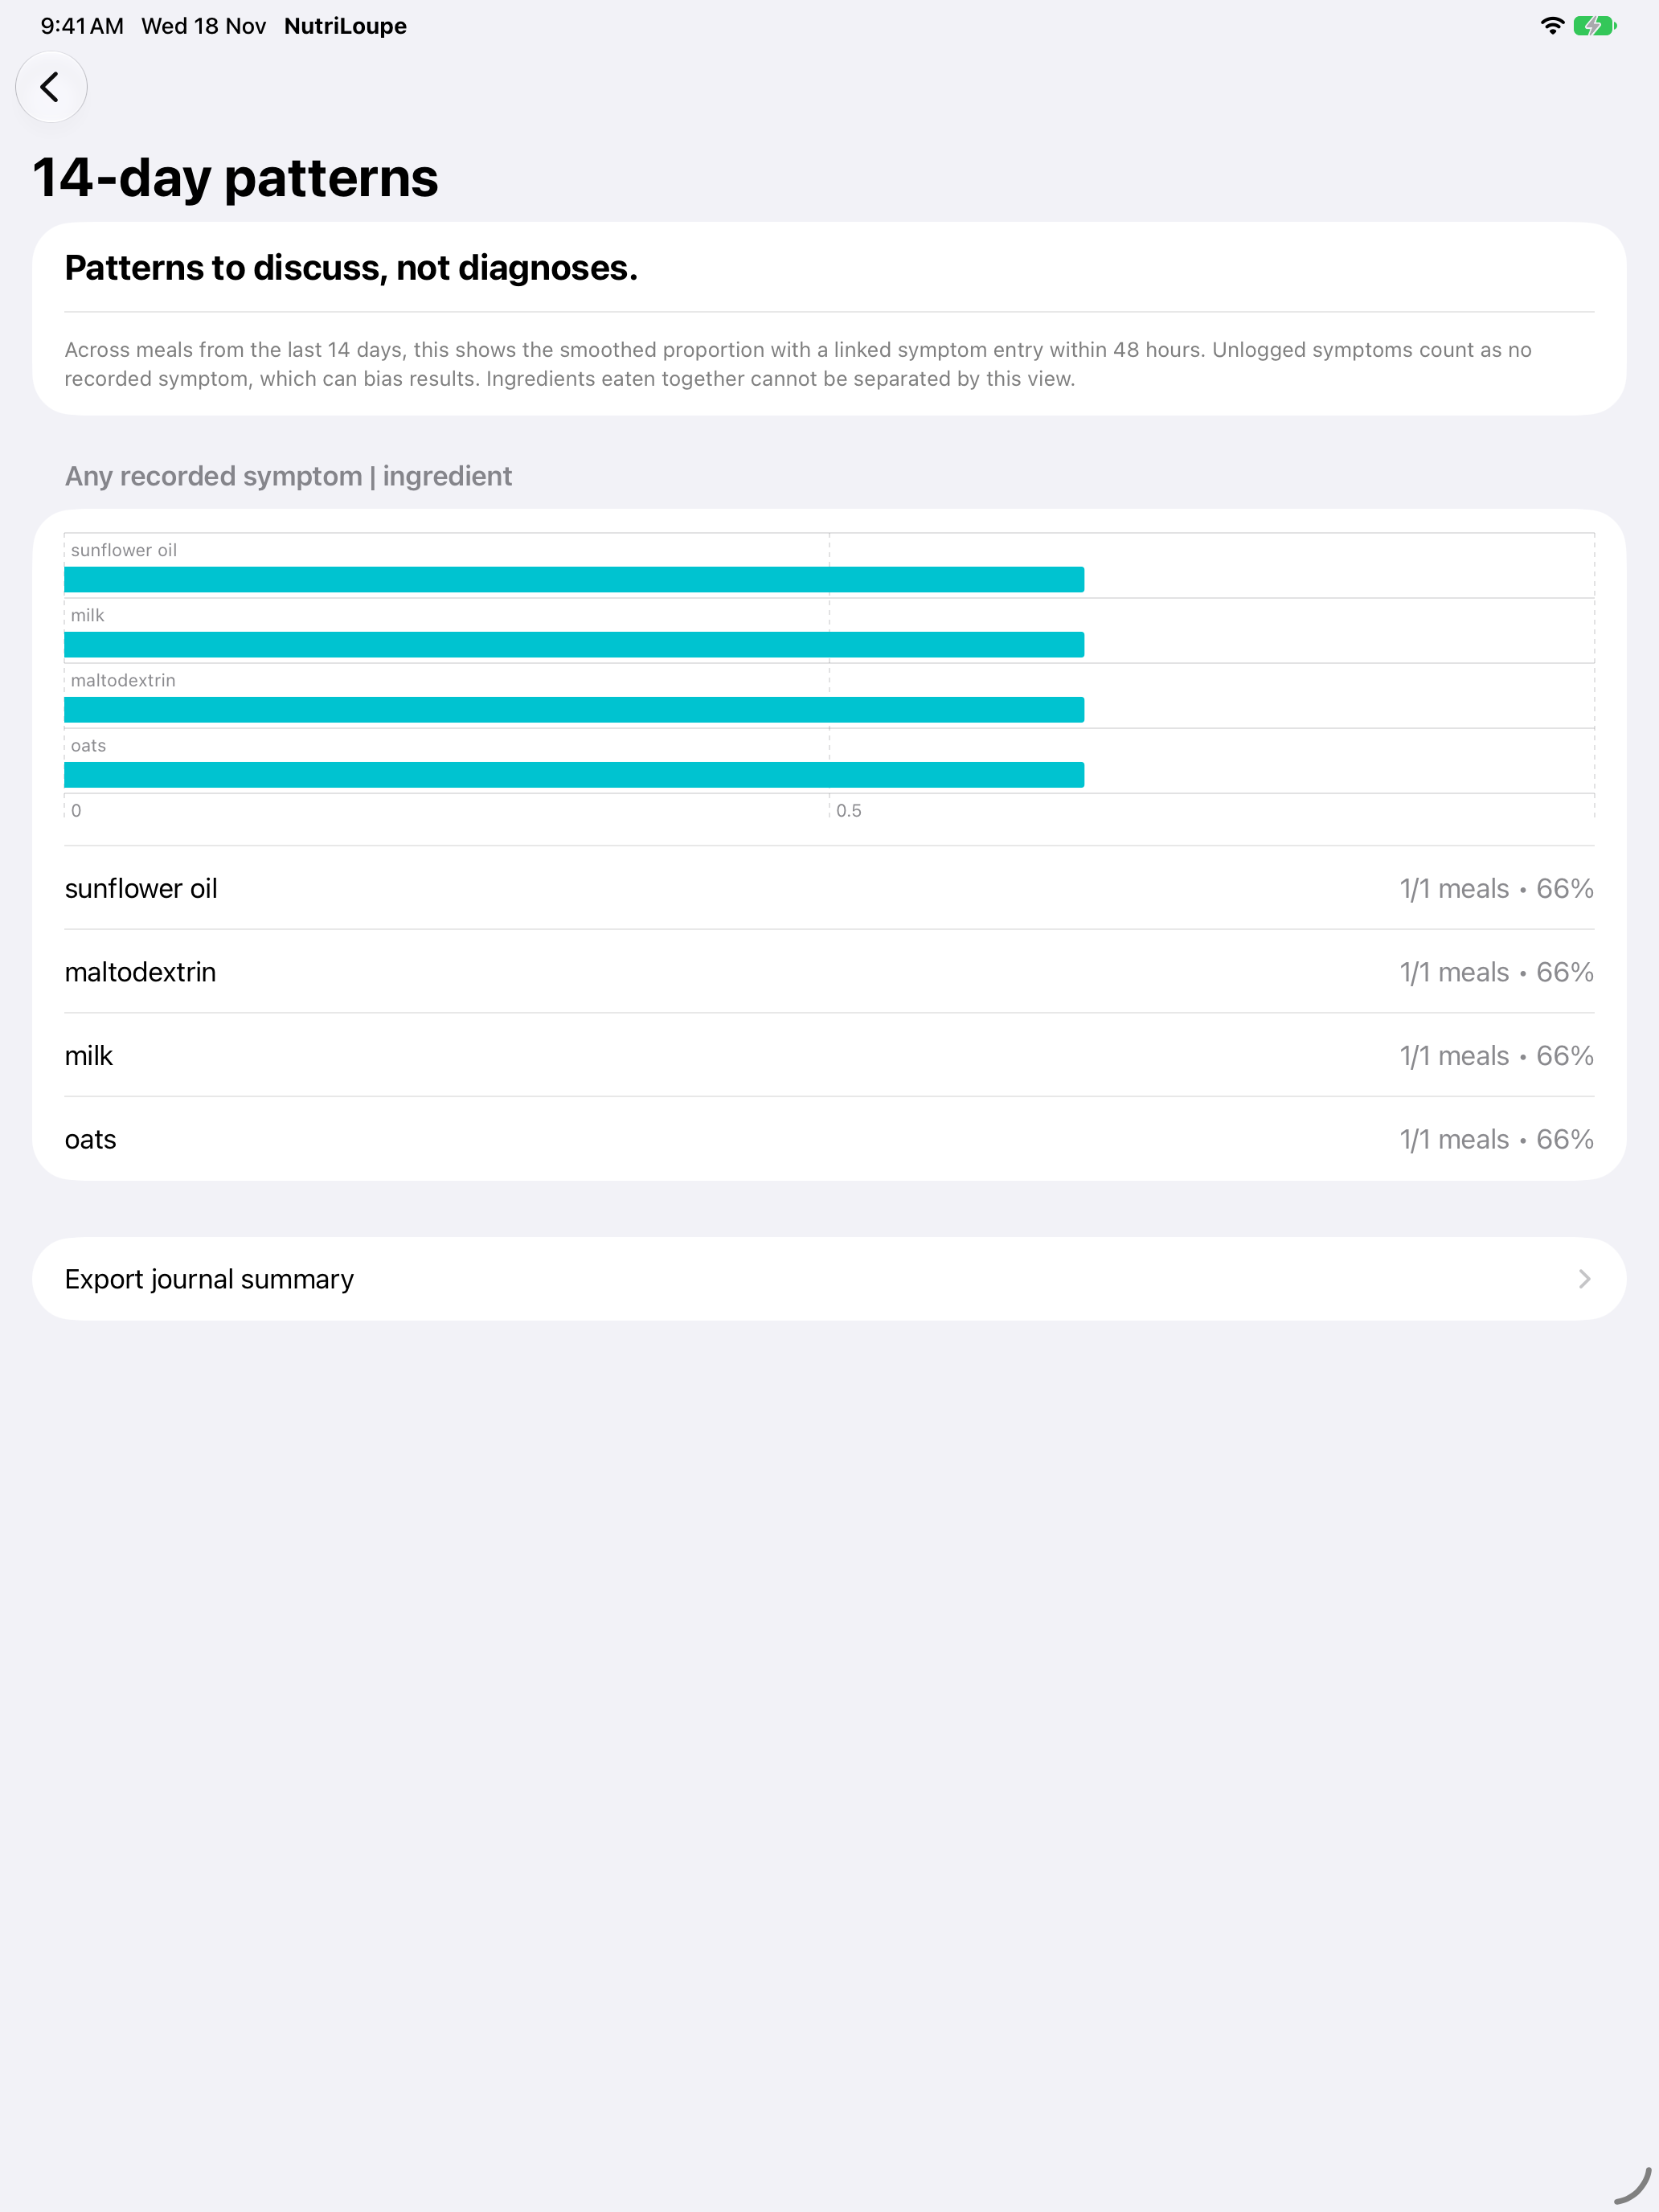 9:41 AM Wed 18 Nov NutriLoupe
14-day patterns
Patterns to discuss, not diagnoses.
Across meals from the last 14 days, this shows the smoothed proportion with a linked symptom entry within 48 hours. Unlogged symptoms count as no
recorded symptom, which can bias results. Ingredients eaten together cannot be separated by this view.
Any recorded symptom | ingredient
sunflower oil
milk
maltodextrin
oats
0 0.5
sunflower oil 1/1 meals • 66%
maltodextrin 1/1 meals • 66%
milk 1/1 meals • 66%
oats 1/1 meals • 66%
Export journal summary